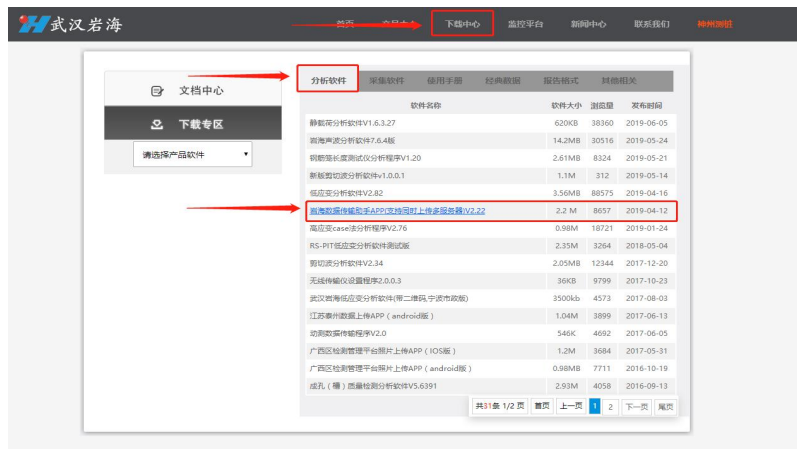 武汉岩海
首页 产品中心 下载中心 监控平台 新闻中心 联系我们 神州测桩
文档中心
下载专区
请选择产品软件
分析软件 采集软件 使用手册 经典数据 报告格式 其他相关
软件名称 软件大小 浏览量 发布时间
静载荷分析软件V1.6.3.27 620KB 38360 2019-06-05
岩海声波分析软件7.6.4版 14.2MB 30516 2019-05-24
钢筋笼长度测试仪分析程序V1.20 2.61MB 8324 2019-05-21
新版剪切波分析软件v1.0.0.1 1.1M 312 2019-05-14
低应变分析软件V2.82 3.56MB 88575 2019-04-16
岩海数据传输助手APP(支持同时上传多服务器)V2.22 2.2 M 8657 2019-04-12
高应变case法分析程序V2.76 0.98M 18721 2019-01-24
RS-PIT低应变分析软件测试版 2.35M 3264 2018-05-04
剪切波分析软件V2.34 2.05MB 12344 2017-12-20
无线传输仪设置程序2.0.0.3 36KB 9799 2017-10-23
武汉岩海低应变分析软件(带二维码,宁波市政版) 3500kb 4573 2017-08-03
江苏泰州数据上传APP（android版） 1.04M 3899 2017-06-13
动测数据传输程序V2.0 546K 4692 2017-06-05
广西区检测管理平台照片上传APP（IOS版） 1.2M 3684 2017-05-31
广西区检测管理平台照片上传APP（android版） 0.98MB 7711 2016-10-19
成孔（槽）质量检测分析软件V5.6391 2.93M 4058 2016-09-13
共31条 1/2 页 首页 上一页 1 2 下一页 尾页